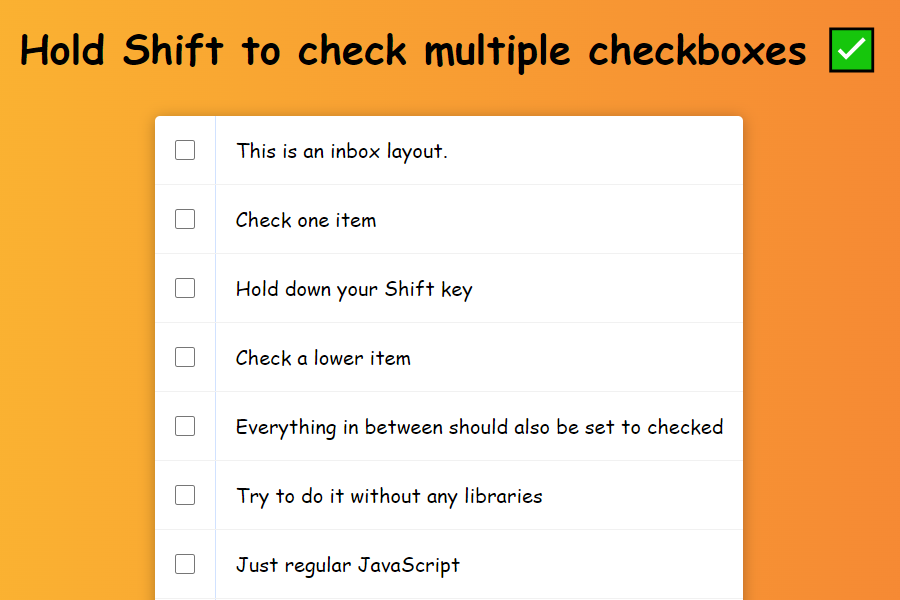 Hold Shift to check multiple checkboxes ✅
This is an inbox layout.
Check one item
Hold down your Shift key
Check a lower item
Everything in between should also be set to checked
Try to do it without any libraries
Just regular JavaScript